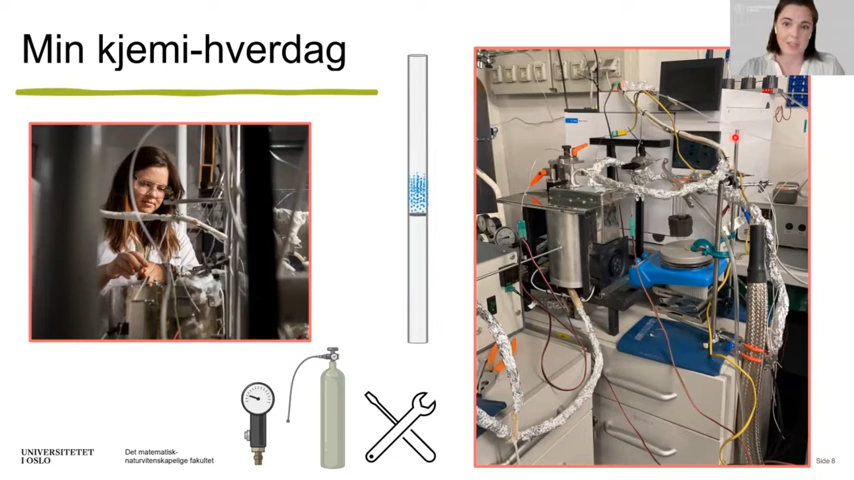 Min kjemi-hverdag
UNIVERSITETET
I OSLO
Det matematisk-
naturvitenskapelige fakultet
Side 8